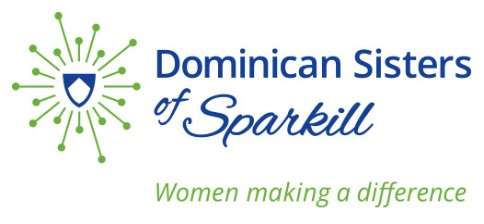 Dominican Sisters
of Sparkill
Women making a difference